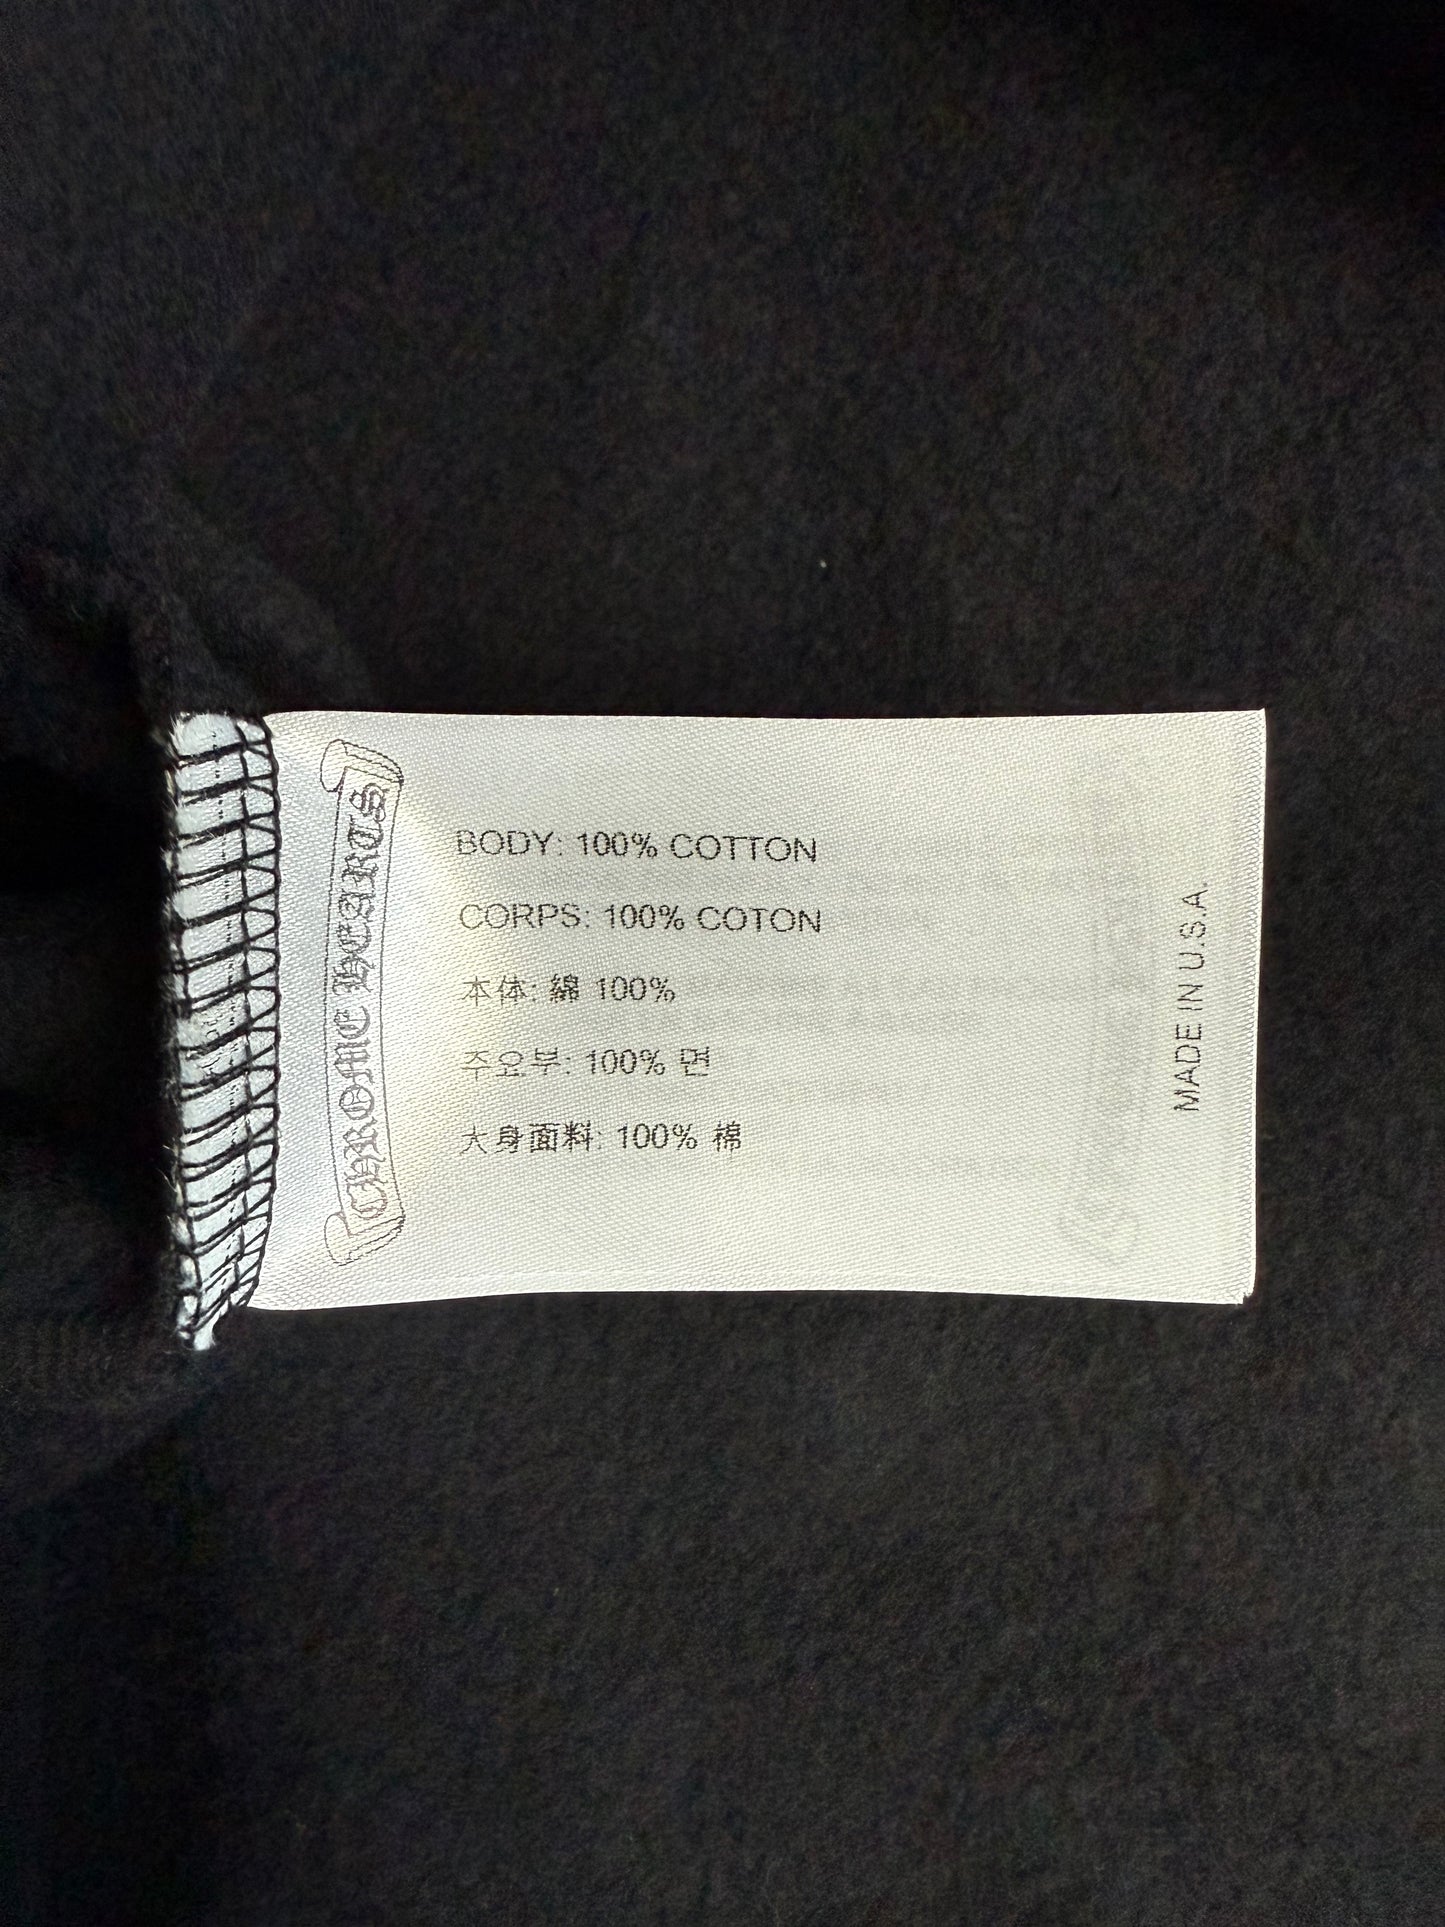 CHROME HEARTS
BODY: 100% COTTON
CORPS: 100% COTON
本体: 綿 100%
주요부: 100% 면
大身面料: 100% 棉
MADE IN U.S.A.